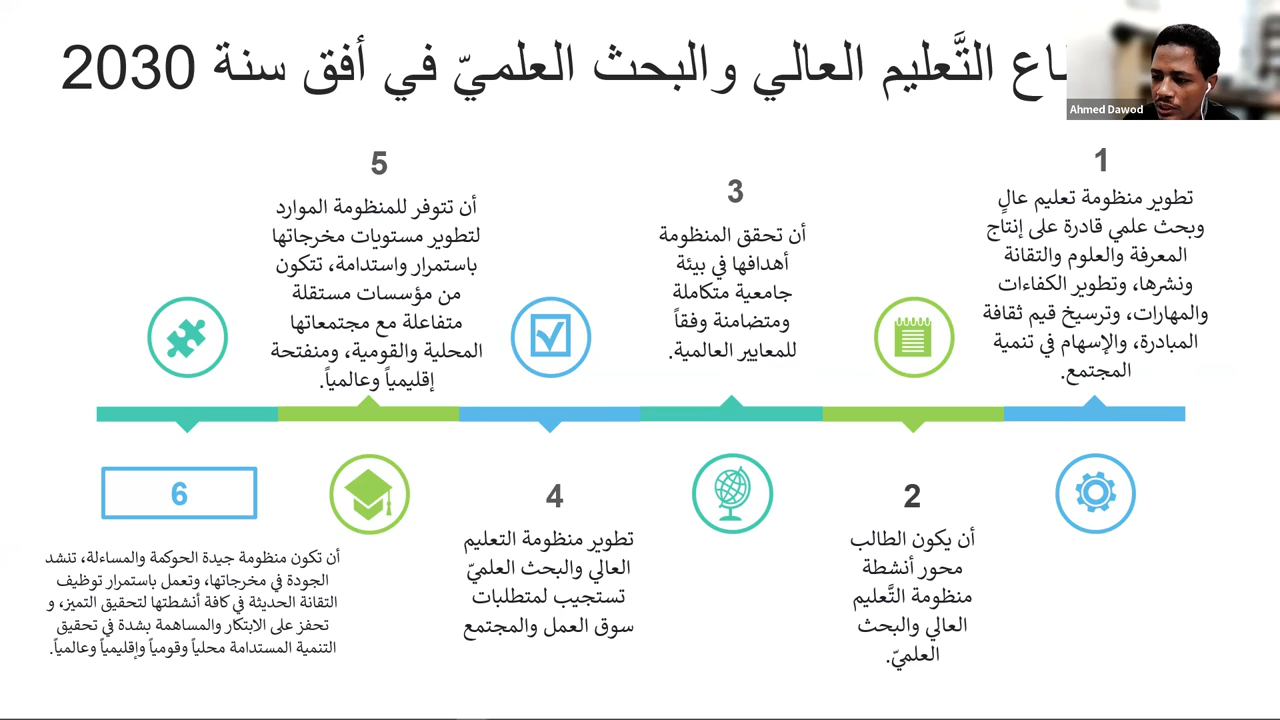 التَّعليم العالي والبحث العلميّ في أفق سنة 2030
Ahmed Dawod
1
تطوير منظومة تعليم عالٍ
وبحث علمي قادرة على إنتاج
المعرفة والعلوم والتقانة
ونشرها، وتطوير الكفاءات
والمهارات، وترسيخ قيم ثقافة
المبادرة، والإسهام في تنمية
المجتمع.
2
أن يكون الطالب
محور أنشطة
منظومة التَّعليم
العالي والبحث
العلميّ.
3
أن تحقق المنظومة
أهدافها في بيئة
جامعية متكاملة
ومتضامنة وفقاً
للمعايير العالمية.
4
تطوير منظومة التعليم
العالي والبحث العلميّ
تستجيب لمتطلبات
سوق العمل والمجتمع
5
أن تتوفر للمنظومة الموارد
لتطوير مستويات مخرجاتها
باستمرار واستدامة، تتكون
من مؤسسات مستقلة
متفاعلة مع مجتمعاتها
المحلية والقومية، ومنفتحة
إقليمياً وعالمياً.
6
أن تكون منظومة جيدة الحوكمة والمساءلة، تنشد
الجودة في مخرجاتها، وتعمل باستمرار توظيف
التقانة الحديثة في كافة أنشطتها لتحقيق التميز، و
تحفز على الابتكار والمساهمة بشدة في تحقيق
التنمية المستدامة محلياً وقومياً وإقليمياً وعالمياً.